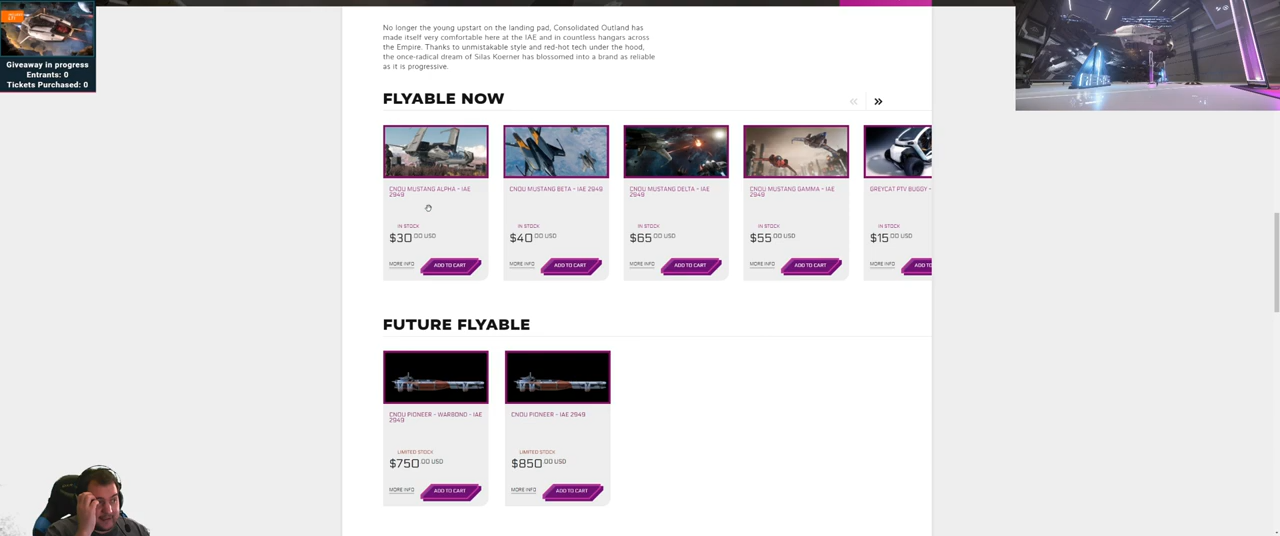 Giveaway in progress
Entrants: 0
Tickets Purchased: 0
No longer the young upstart on the landing pad, Consolidated Outland has
made itself very comfortable here at the IAE and in countless hangars across
the Empire. Thanks to unmistakable style and red-hot tech under the hood,
the once-radical dream of Silas Koerner has blossomed into a brand as reliable
as it is progressive.
FLYABLE NOW
« »
CNOU MUSTANG ALPHA - IAE
2949
IN STOCK
$30.00 USD
MORE INFO ADD TO CART
CNOU MUSTANG BETA - IAE 2949
IN STOCK
$40.00 USD
MORE INFO ADD TO CART
CNOU MUSTANG DELTA - IAE
2949
IN STOCK
$65.00 USD
MORE INFO ADD TO CART
CNOU MUSTANG GAMMA - IAE
2949
IN STOCK
$55.00 USD
MORE INFO ADD TO CART
GREYCAT PTV BUGGY -
IN STOCK
$15.00 USD
MORE INFO ADD TO
FUTURE FLYABLE
CNOU PIONEER - WARBOND - IAE
2949
LIMITED STOCK
$750.00 USD
MORE INFO ADD TO CART
CNOU PIONEER - IAE 2949
LIMITED STOCK
$850.00 USD
MORE INFO ADD TO CART